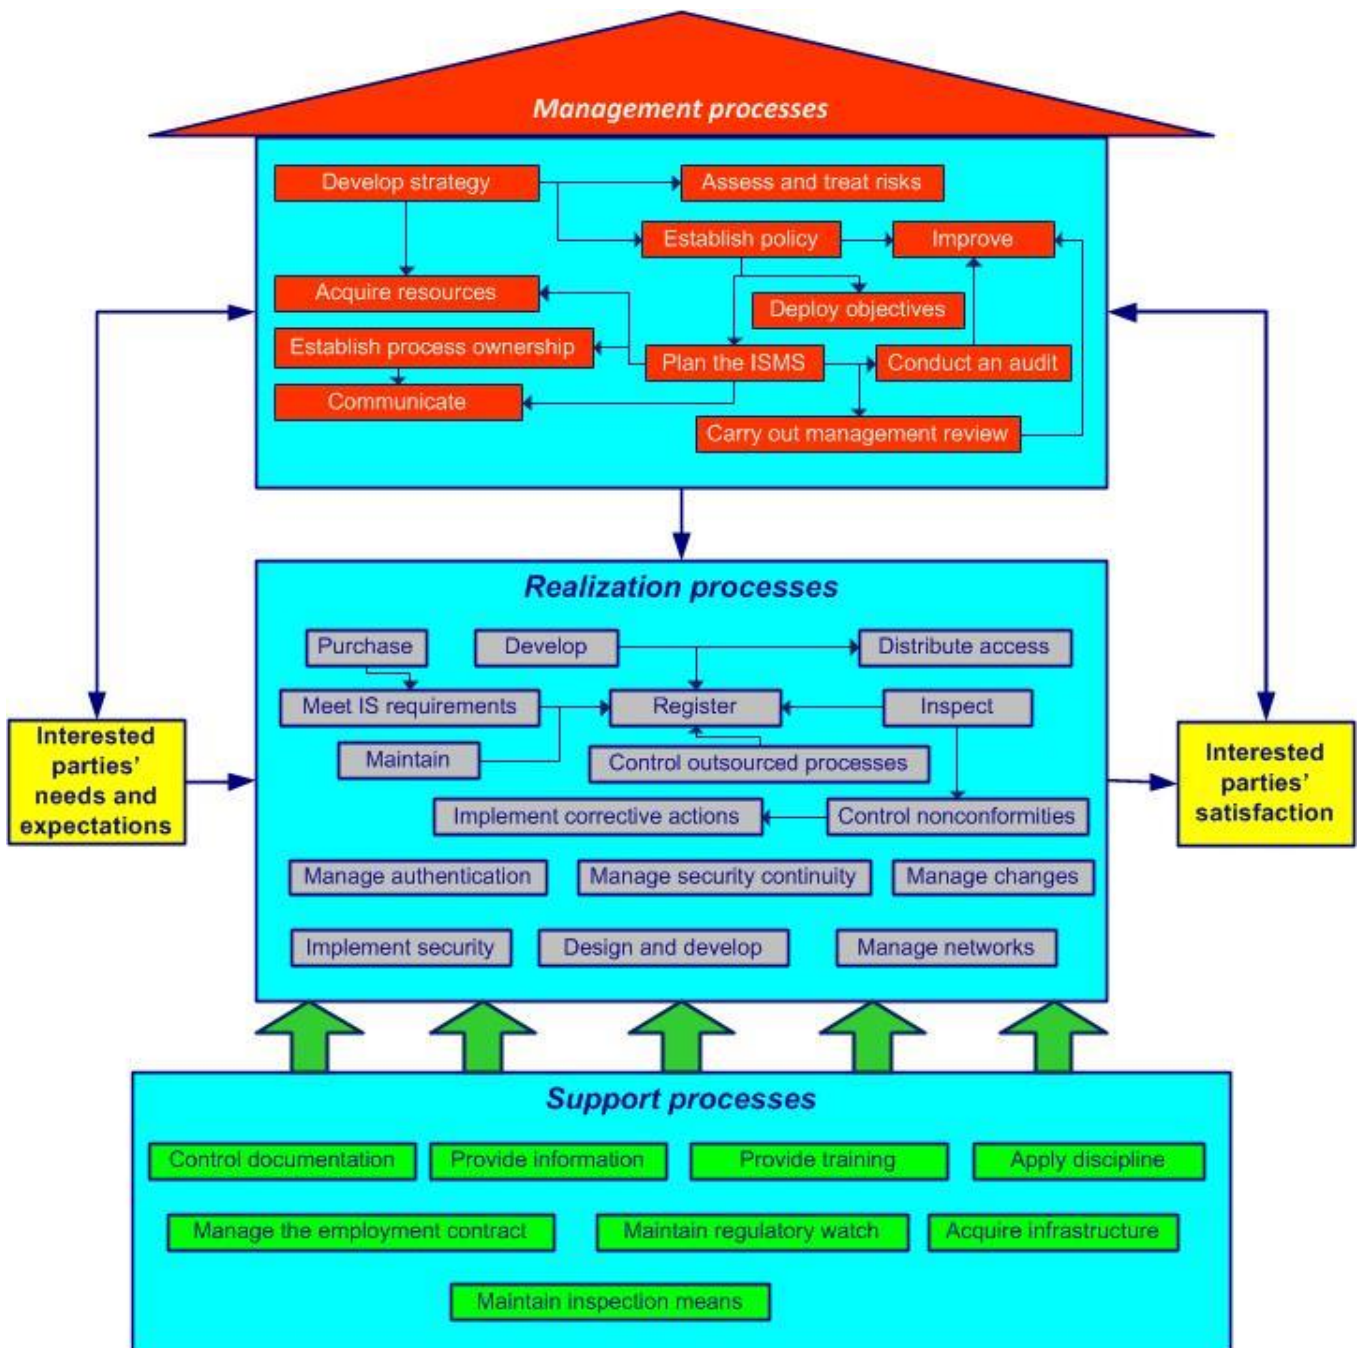 Management processes
Develop strategy
Assess and treat risks
Establish policy
Improve
Acquire resources
Deploy objectives
Establish process ownership
Plan the ISMS
Conduct an audit
Communicate
Carry out management review
Realization processes
Purchase
Develop
Distribute access
Meet IS requirements
Register
Inspect
Maintain
Control outsourced processes
Implement corrective actions
Control nonconformities
Manage authentication
Manage security continuity
Manage changes
Implement security
Design and develop
Manage networks
Interested
parties’
needs and
expectations
Interested
parties’
satisfaction
Support processes
Control documentation
Provide information
Provide training
Apply discipline
Manage the employment contract
Maintain regulatory watch
Acquire infrastructure
Maintain inspection means